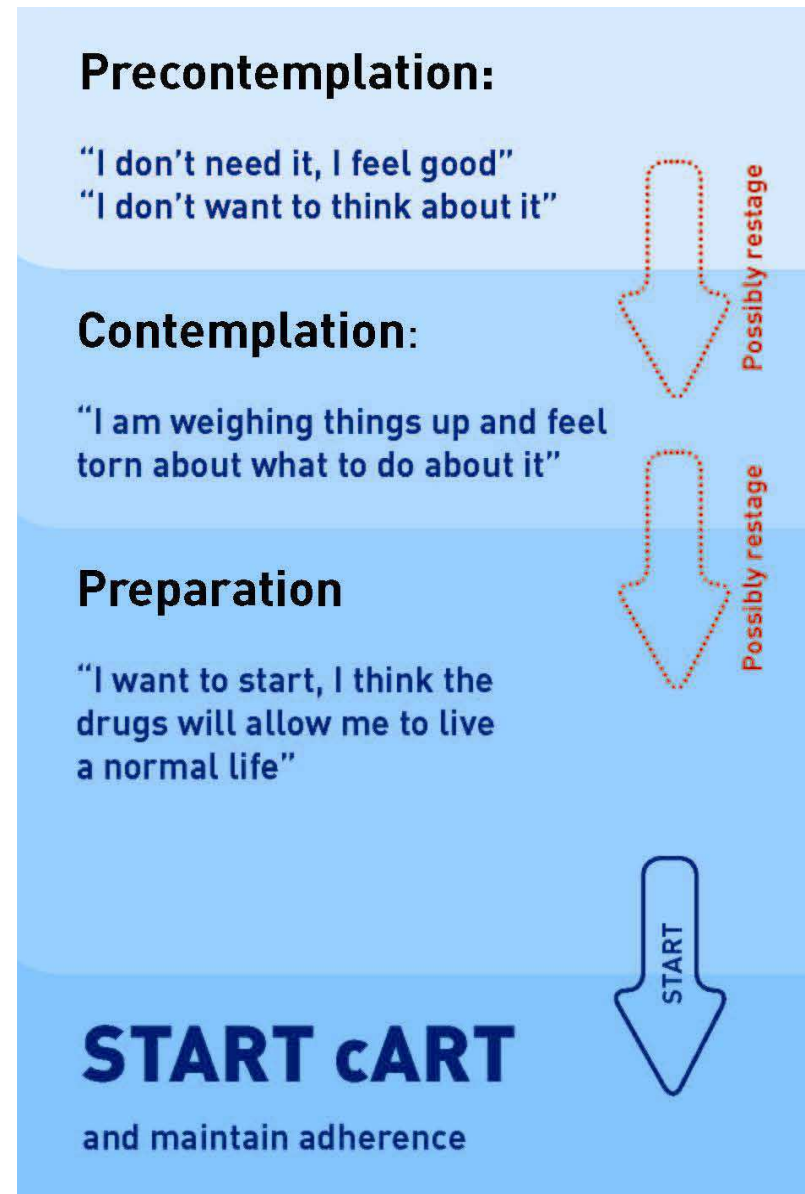 Precontemplation:
“I don’t need it, I feel good”
“I don’t want to think about it”
Possibly restage
Contemplation:
“I am weighing things up and feel
torn about what to do about it”
Possibly restage
Preparation
“I want to start, I think the
drugs will allow me to live
a normal life”
START
START cART
and maintain adherence